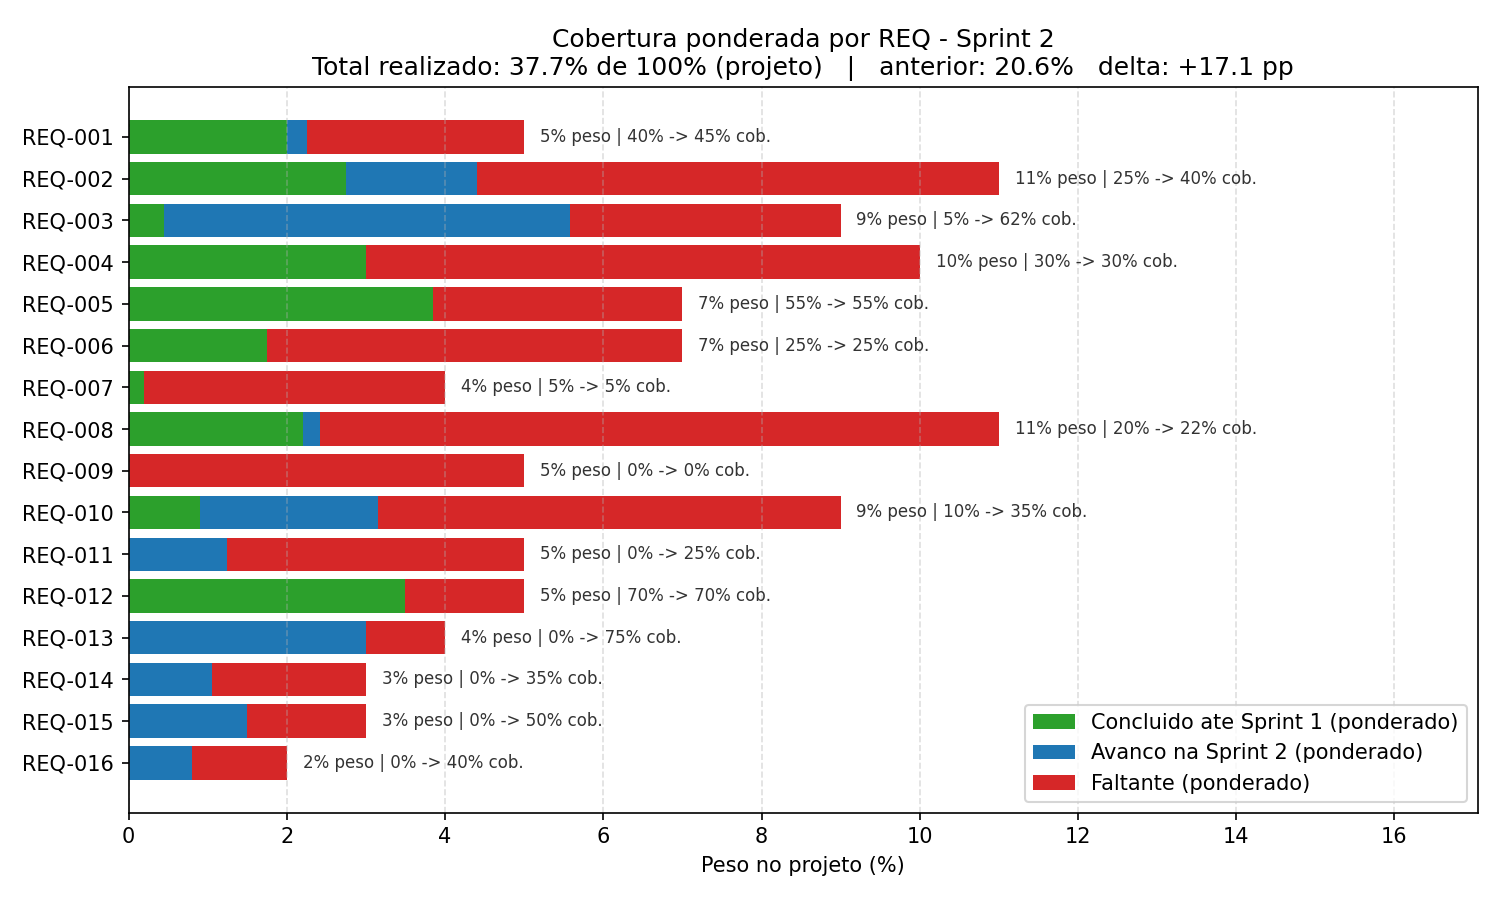 Cobertura ponderada por REQ - Sprint 2
Total realizado: 37.7% de 100% (projeto)   |   anterior: 20.6%   delta: +17.1 pp
REQ-001 5% peso | 40% -> 45% cob.
REQ-002 11% peso | 25% -> 40% cob.
REQ-003 9% peso | 5% -> 62% cob.
REQ-004 10% peso | 30% -> 30% cob.
REQ-005 7% peso | 55% -> 55% cob.
REQ-006 7% peso | 25% -> 25% cob.
REQ-007 4% peso | 5% -> 5% cob.
REQ-008 11% peso | 20% -> 22% cob.
REQ-009 5% peso | 0% -> 0% cob.
REQ-010 9% peso | 10% -> 35% cob.
REQ-011 5% peso | 0% -> 25% cob.
REQ-012 5% peso | 70% -> 70% cob.
REQ-013 4% peso | 0% -> 75% cob.
REQ-014 3% peso | 0% -> 35% cob.
REQ-015 3% peso | 0% -> 50% cob.
REQ-016 2% peso | 0% -> 40% cob.
Concluido ate Sprint 1 (ponderado)
Avanco na Sprint 2 (ponderado)
Faltante (ponderado)
0 2 4 6 8 10 12 14 16
Peso no projeto (%)